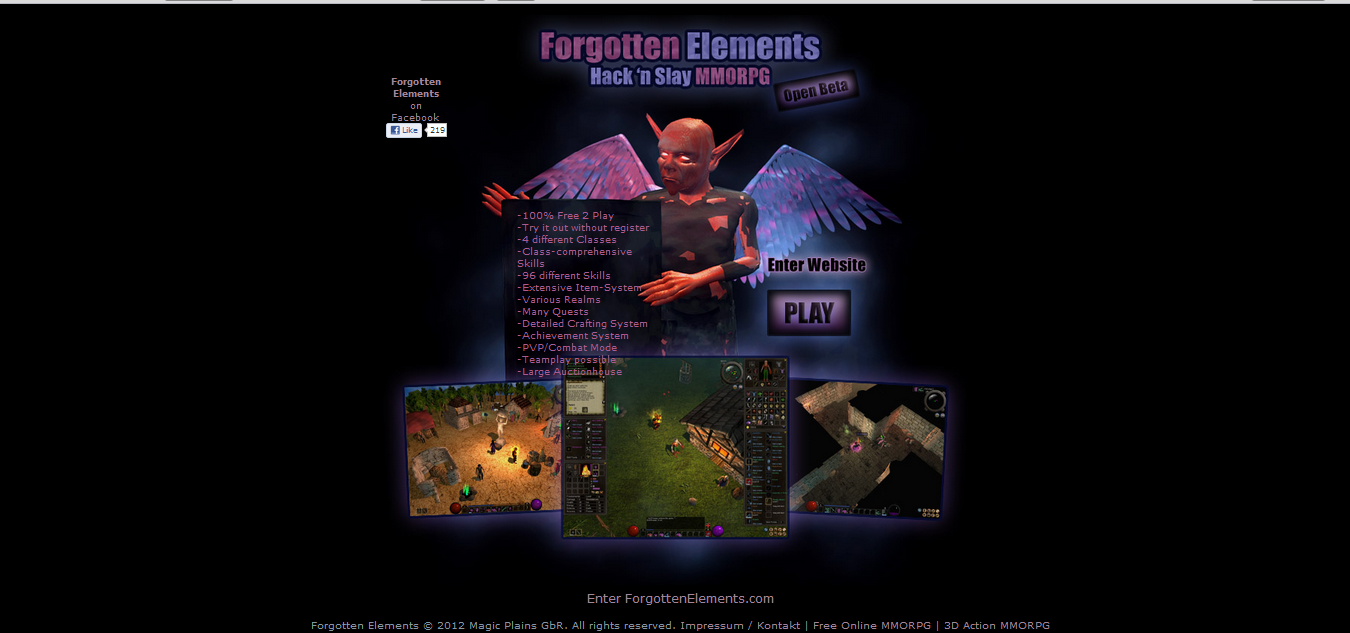 Forgotten Elements
Hack 'n Slay MMORPG
Open Beta
Forgotten
Elements
on
Facebook
Like 219
-100% Free 2 Play
-Try it out without register
-4 different Classes
-Class-comprehensive
Skills
-96 different Skills
-Extensive Item-System
-Various Realms
-Many Quests
-Detailed Crafting System
-Achievement System
-PVP/Combat Mode
-Teamplay possible
-Large Auctionhouse
Enter Website
PLAY
Enter ForgottenElements.com
Forgotten Elements © 2012 Magic Plains GbR. All rights reserved. Impressum / Kontakt | Free Online MMORPG | 3D Action MMORPG